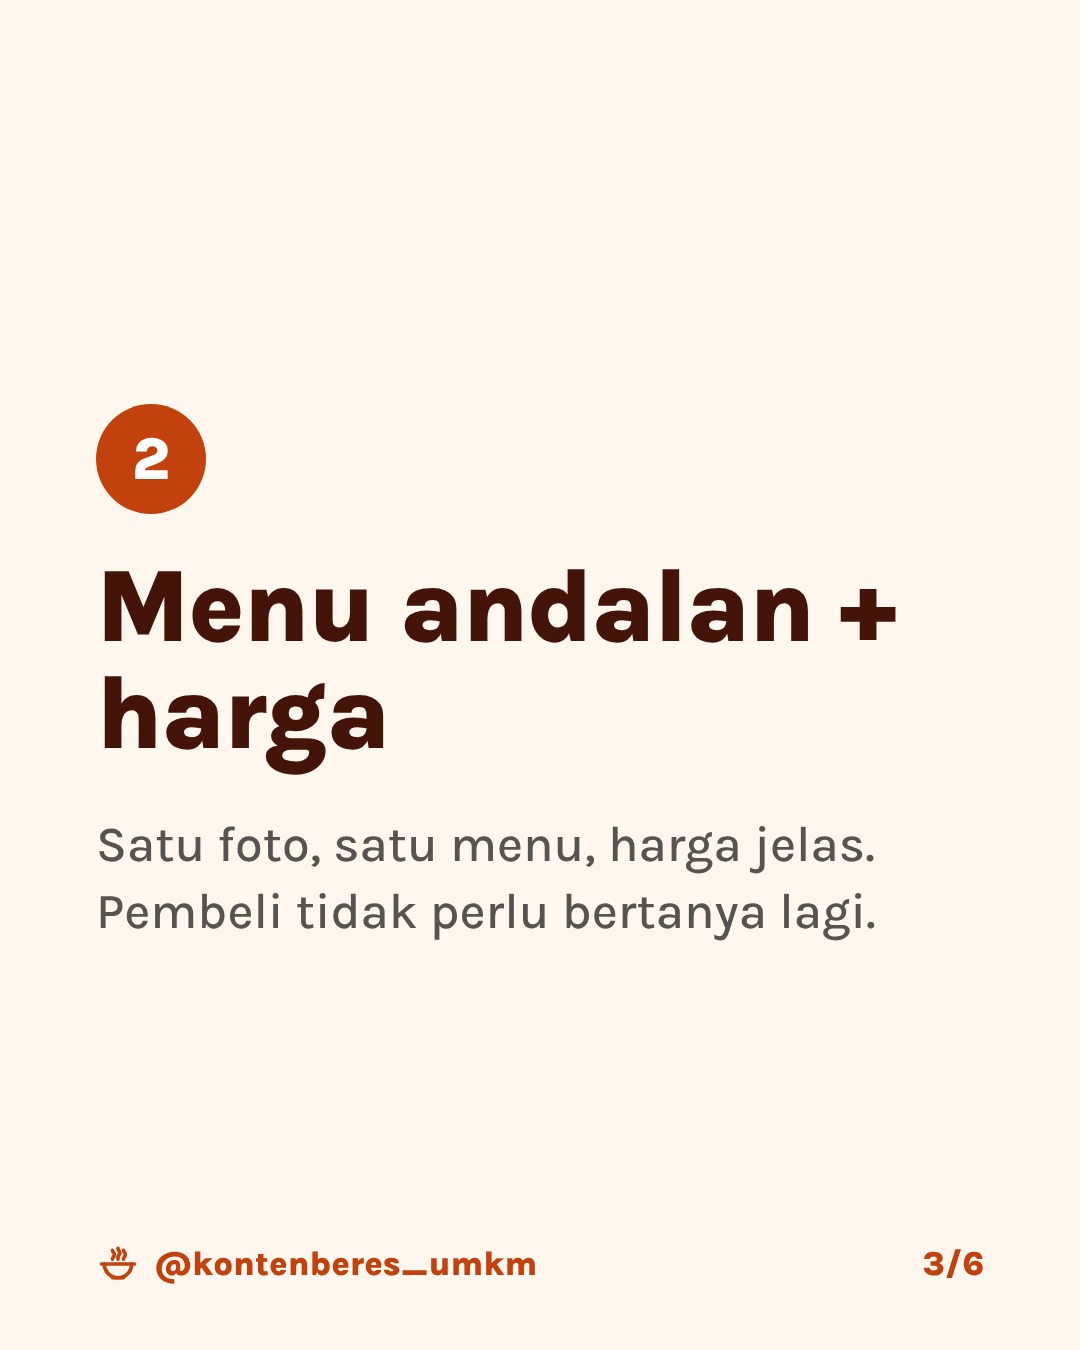 2
Menu andalan +
harga
Satu foto, satu menu, harga jelas.
Pembeli tidak perlu bertanya lagi.
@kontenberes_umkm
3/6